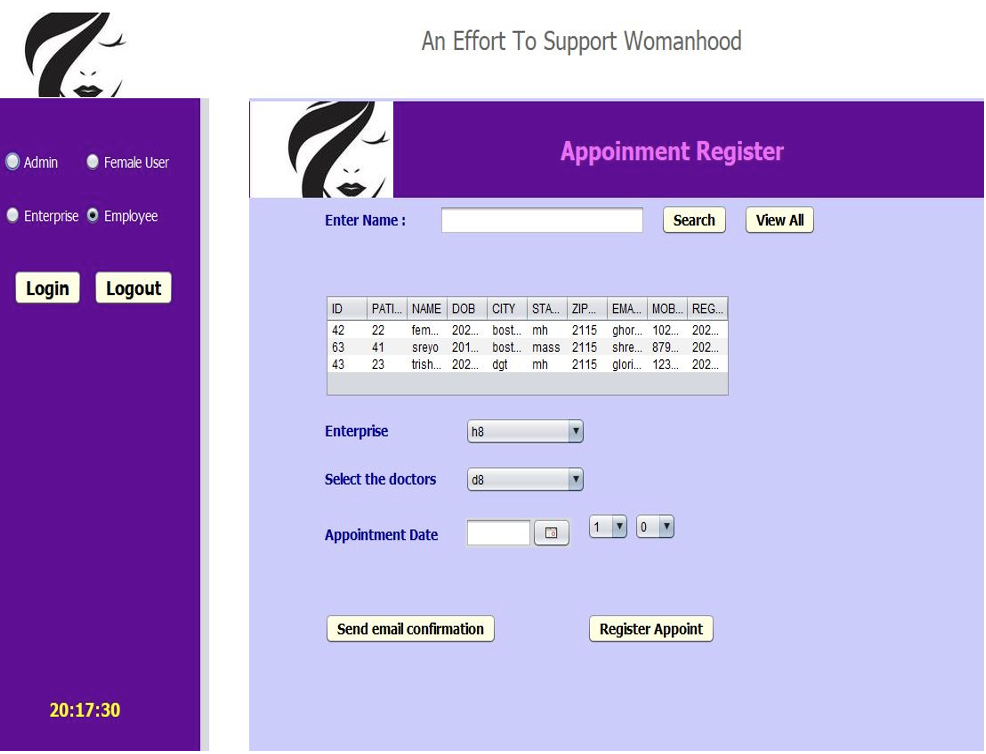 An Effort To Support Womanhood
Admin Female User
Enterprise Employee
Login Logout
20:17:30
Appoinment Register
Enter Name : Search View All
ID PATI... NAME DOB CITY STA... ZIP... EMA... MOB... REG...
42 22 fem... 202... bost... mh 2115 ghor... 102... 202...
63 41 sreyo 201... bost... mass 2115 shre... 879... 202...
43 23 trish... 202... dgt mh 2115 glori... 123... 202...
Enterprise h8
Select the doctors d8
Appointment Date 1 0
Send email confirmation Register Appoint